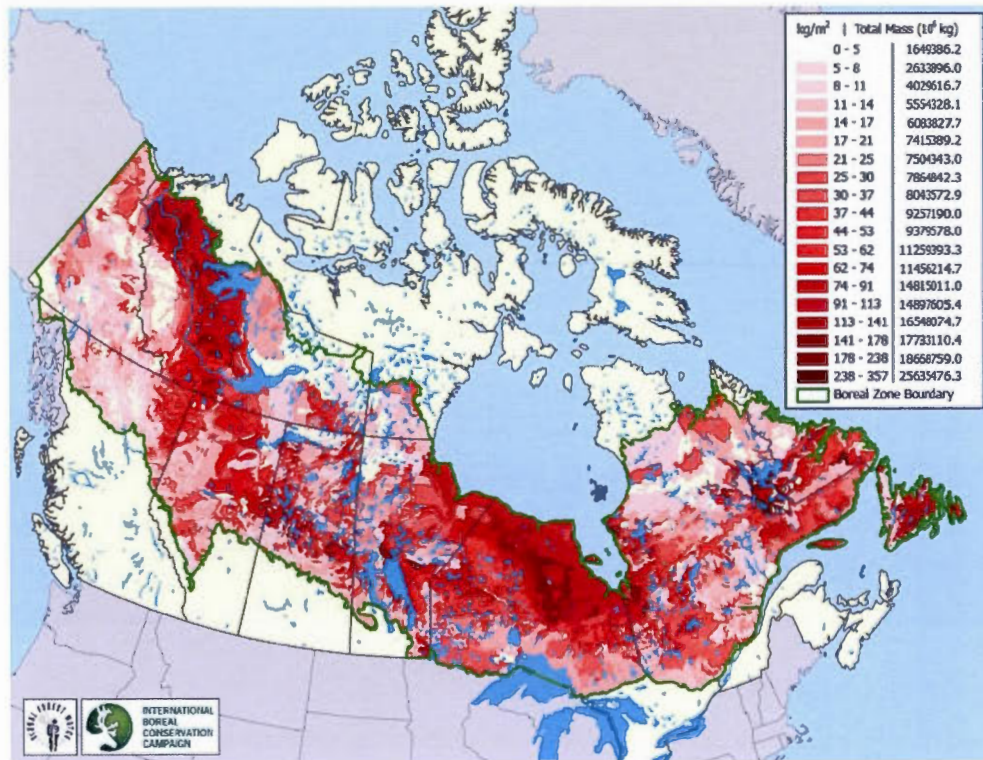 kg/m² | Total Mass (10⁶ kg)
0 - 5 1649386.2
5 - 8 2633896.0
8 - 11 4029616.7
11 - 14 5554328.1
14 - 17 6083827.7
17 - 21 7415389.2
21 - 25 7504343.0
25 - 30 7864842.3
30 - 37 8043572.9
37 - 44 9257190.0
44 - 53 9379578.0
53 - 62 11259393.3
62 - 74 11456214.7
74 - 91 14815011.0
91 - 113 14897605.4
113 - 141 16548074.7
141 - 178 17733110.4
178 - 238 18668759.0
238 - 357 25635476.3
Boreal Zone Boundary
GLOBAL FOREST WATCH
INTERNATIONAL
BOREAL
CONSERVATION
CAMPAIGN